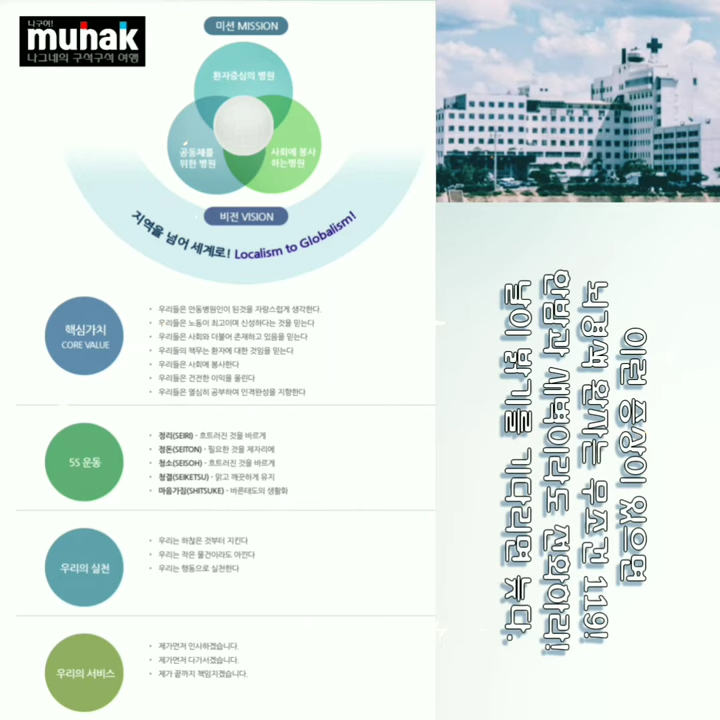 나구여!
muhak
나그네의 구석구석 여행
미션 MISSION
환자중심의 병원
공동체를
위한 병원
사회에 봉사
하는병원
비전 VISION
지역을 넘어 세계로! Localism to Globalism!
핵심가치
CORE VALUE
• 우리들은 안동병원인이 된것을 자랑스럽게 생각한다.
• 우리들은 노동이 최고이며 신성하다는 것을 믿는다
• 우리들은 사회와 더불어 존재하고 있음을 믿는다
• 우리들의 책무는 환자에 대한 것임을 믿는다
• 우리들은 사회에 봉사한다
• 우리들은 건전한 이익을 올린다
• 우리들은 열심히 공부하여 인격완성을 지향한다
5S 운동
• 정리(SEIRI) - 흐트러진 것을 바르게
• 정돈(SEITON) - 필요한 것을 제자리에
• 청소(SEISOH) - 흐트러진 것을 바르게
• 청결(SEIKETSU) - 맑고 깨끗하게 유지
• 마음가짐(SHITSUKE) - 바른태도의 생활화
우리의 실천
• 우리는 하찮은 것부터 지킨다
• 우리는 작은 물건이라도 아낀다
• 우리는 행동으로 실천한다
우리의 서비스
• 제가먼저 인사하겠습니다.
• 제가먼저 다가서겠습니다.
• 제가 끝까지 책임지겠습니다.
이런 증상이 있으면
뇌경색 환자는 무조건 119!
한밤과 새벽이라도 전화하라!
날이 밝기를 기다리면 늦다.